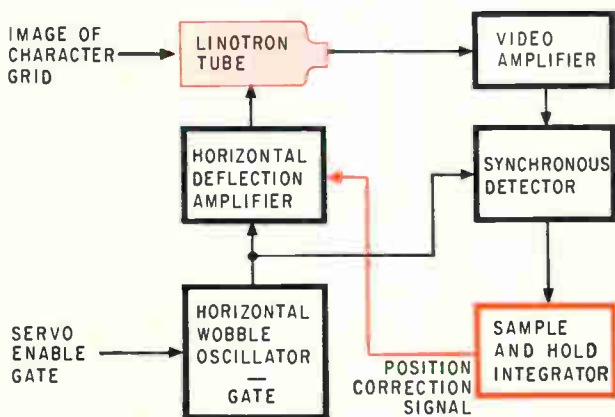 IMAGE OF
CHARACTER
GRID
LINOTRON
TUBE
VIDEO
AMPLIFIER
HORIZONTAL
DEFLECTION
AMPLIFIER
SYNCHRONOUS
DETECTOR
SERVO
ENABLE
GATE
HORIZONTAL
WOBBLE
OSCILLATOR
GATE
POSITION
CORRECTION
SIGNAL
SAMPLE
AND HOLD
INTEGRATOR